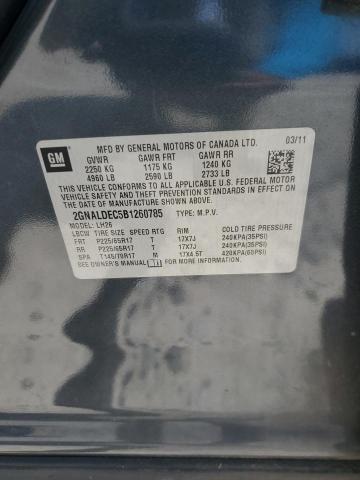 GM
MFD BY GENERAL MOTORS OF CANADA LTD. 03/11
GVWR GAWR FRT GAWR RR
2250 KG 1175 KG 1240 KG
4960 LB 2590 LB 2733 LB
THIS VEHICLE CONFORMS TO ALL APPLICABLE U.S. FEDERAL MOTOR
VEHICLE SAFETY AND THEFT PREVENTION STANDARDS IN EFFECT
ON THE DATE OF MANUFACTURE SHOWN ABOVE.
2GNALDEC5B1260785 TYPE: M.P.V.
MODEL: LH26
LBCW TIRE SIZE SPEED RTG RIM COLD TIRE PRESSURE
FRT P225/65R17 T 17X7J 240KPA(35PSI)
RR P225/65R17 T 17X7J 240KPA(35PSI)
SPA T145/70R17 M 17X4.5T 420KPA(60PSI)
SEE OWNER'S MANUAL FOR ADDITIONAL INFORMATION.